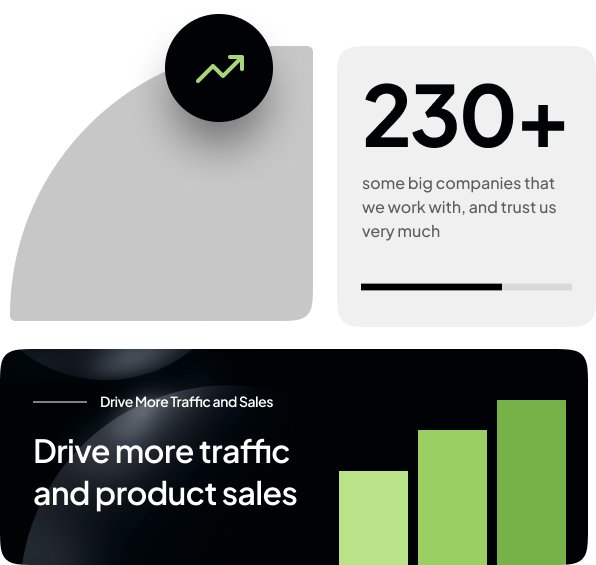 230+
some big companies that
we work with, and trust us
very much
Drive More Traffic and Sales
Drive more traffic
and product sales